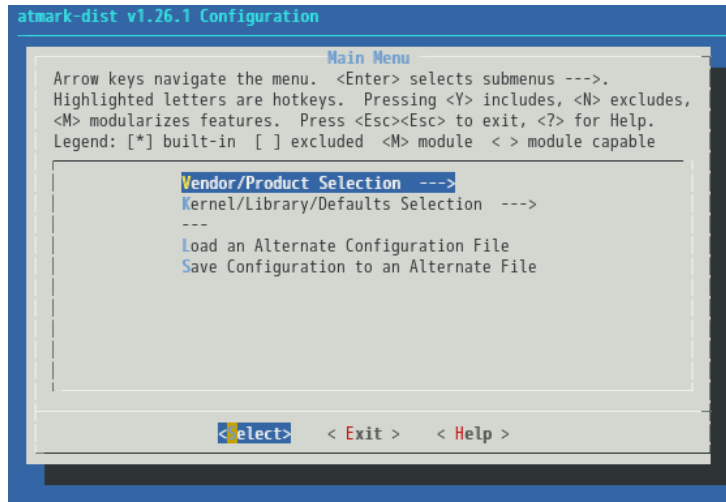 atmark-dist v1.26.1 Configuration
Main Menu
Arrow keys navigate the menu.  <Enter> selects submenus --->.
Highlighted letters are hotkeys.  Pressing <Y> includes, <N> excludes,
<M> modularizes features.  Press <Esc><Esc> to exit, <?> for Help.
Legend: [*] built-in  [ ] excluded  <M> module  < > module capable
Vendor/Product Selection  --->
Kernel/Library/Defaults Selection  --->
---
Load an Alternate Configuration File
Save Configuration to an Alternate File
<Select>    < Exit >    < Help >